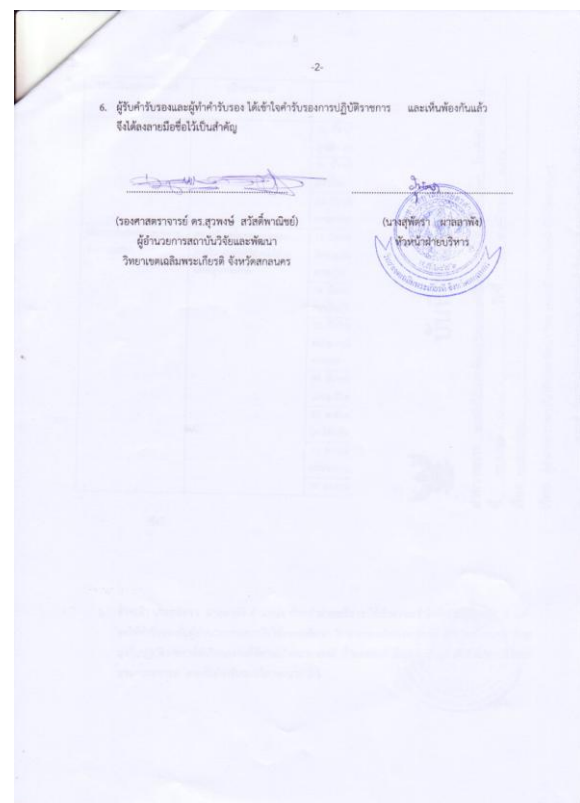 -2-
6. ผู้รับคำรับรองและผู้ทำคำรับรอง ได้เข้าใจคำรับรองการปฏิบัติราชการ และเห็นพ้องกันแล้ว
จึงได้ลงลายมือชื่อไว้เป็นสำคัญ
(รองศาสตราจารย์ ดร.สุวพงษ์ สวัสดิ์พาณิชย์)
ผู้อำนวยการสถาบันวิจัยและพัฒนา
วิทยาเขตเฉลิมพระเกียรติ จังหวัดสกลนคร
(นางสุพัตรา มาลลาพัง)
หัวหน้าฝ่ายบริหาร